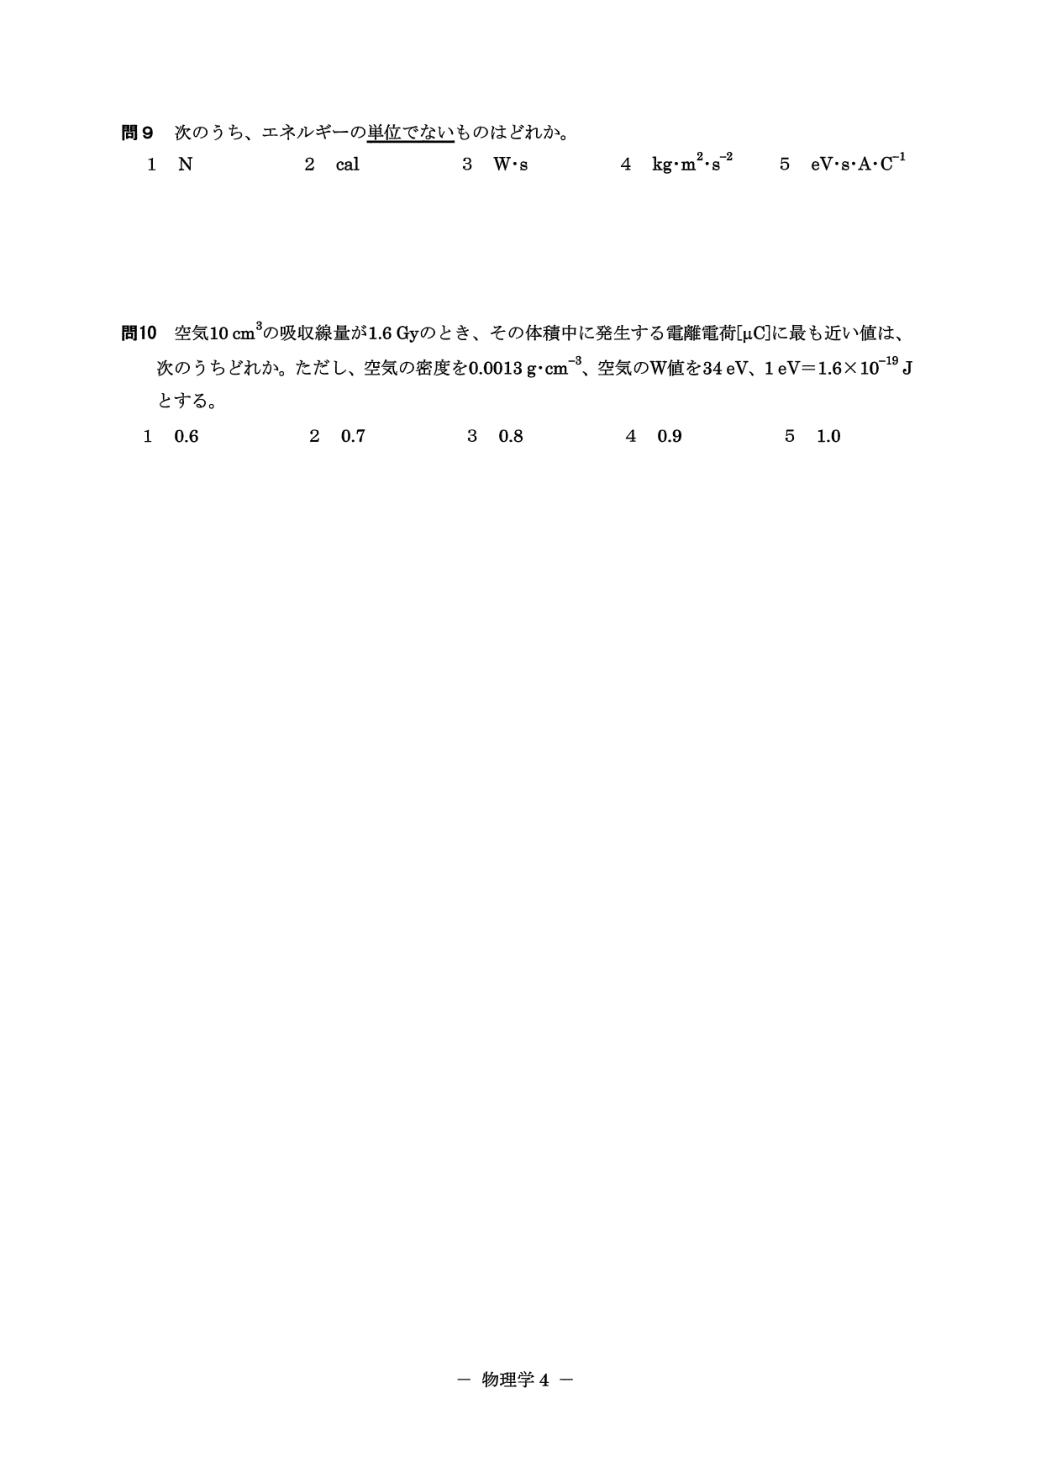 問9　次のうち、エネルギーの単位でないものはどれか。
1　N　2　cal　3　W·s　4　kg·m²·s⁻²　5　eV·s·A·C⁻¹
問10　空気10 cm³の吸収線量が1.6 Gyのとき、その体積中に発生する電離電荷[μC]に最も近い値は、
次のうちどれか。ただし、空気の密度を0.0013 g·cm⁻³、空気のW値を34 eV、1 eV＝1.6×10⁻¹⁹ J
とする。
1　0.6　2　0.7　3　0.8　4　0.9　5　1.0
― 物理学 4 ―